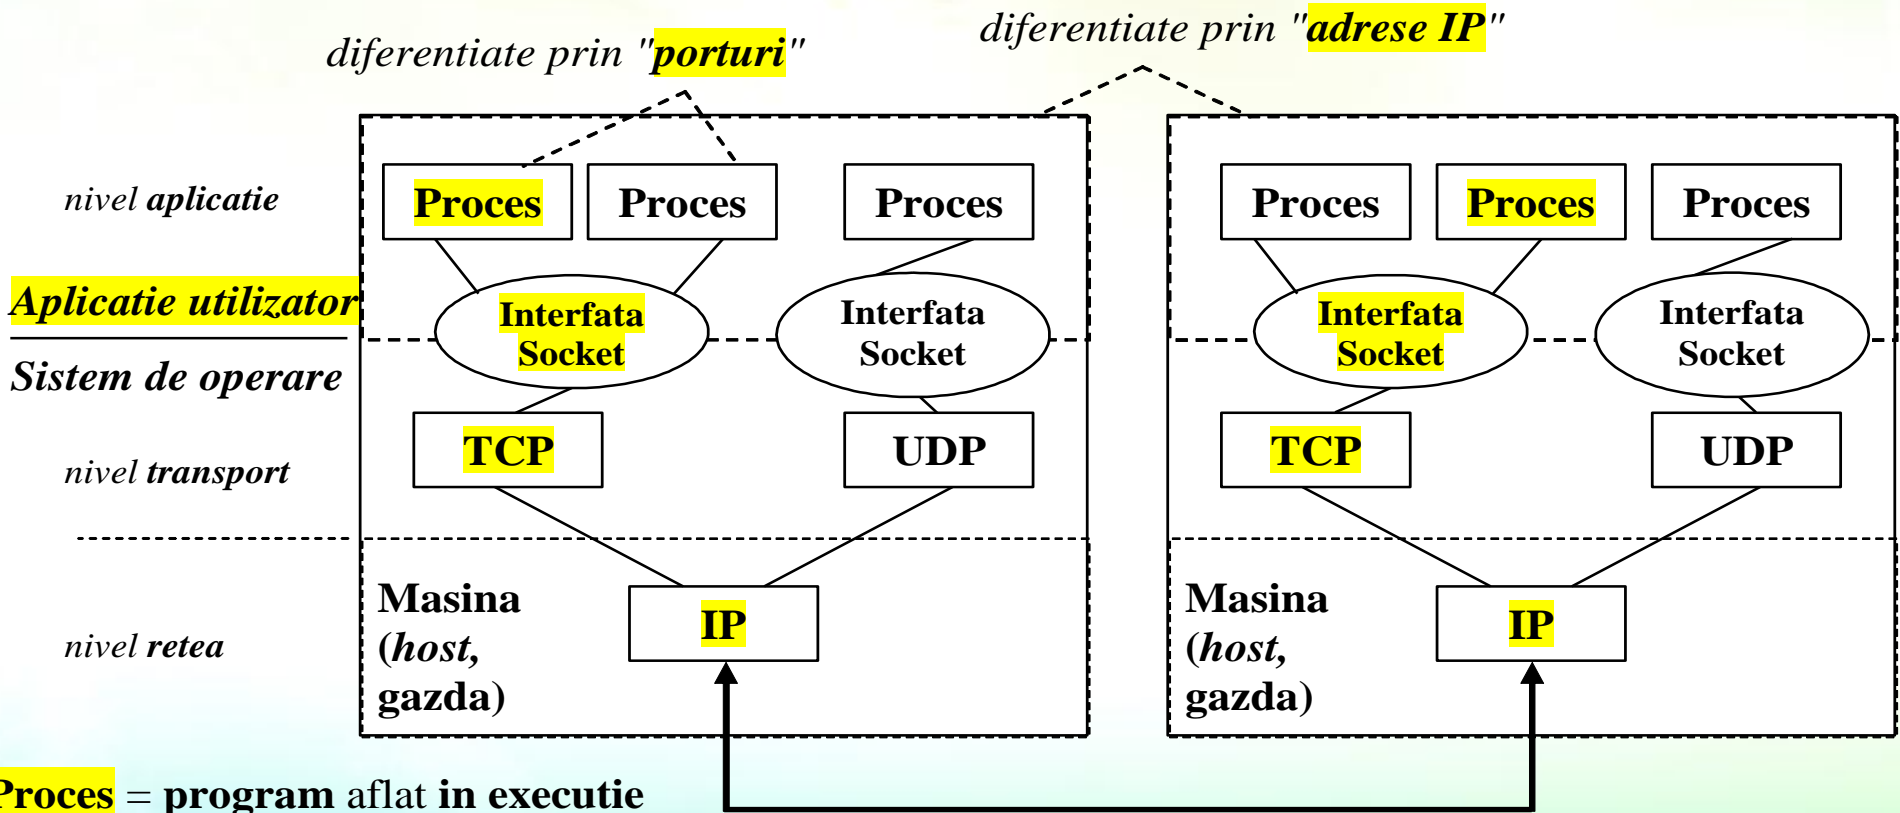 diferentiate prin "porturi"
diferentiate prin "adrese IP"
nivel aplicatie
Proces
Proces
Proces
Proces
Proces
Proces
Aplicatie utilizator
Interfata
Socket
Interfata
Socket
Interfata
Socket
Interfata
Socket
Sistem de operare
nivel transport
TCP
UDP
TCP
UDP
nivel retea
Masina
(host,
gazda)
IP
Masina
(host,
gazda)
IP
Proces = program aflat in executie